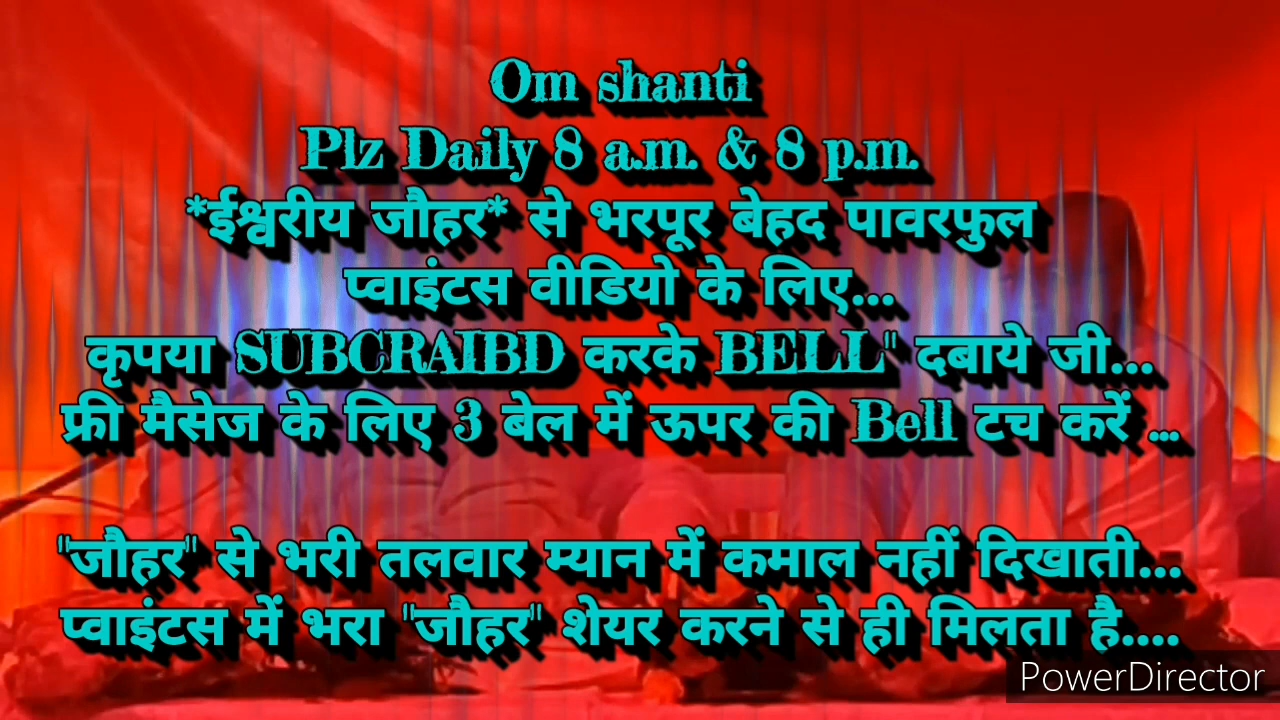 Om shanti
Plz Daily 8 a.m. & 8 p.m.
*ईश्वरीय जौहर* से भरपूर बेहद पावरफुल
प्वाइंटस वीडियो के लिए...
कृपया SUBCRAIBD करके BELL" दबाये जी...
फ्री मैसेज के लिए 3 बेल में ऊपर की Bell टच करें ...
"जौहर" से भरी तलवार म्यान में कमाल नहीं दिखाती...
प्वाइंटस में भरा "जौहर" शेयर करने से ही मिलता है....
PowerDirector